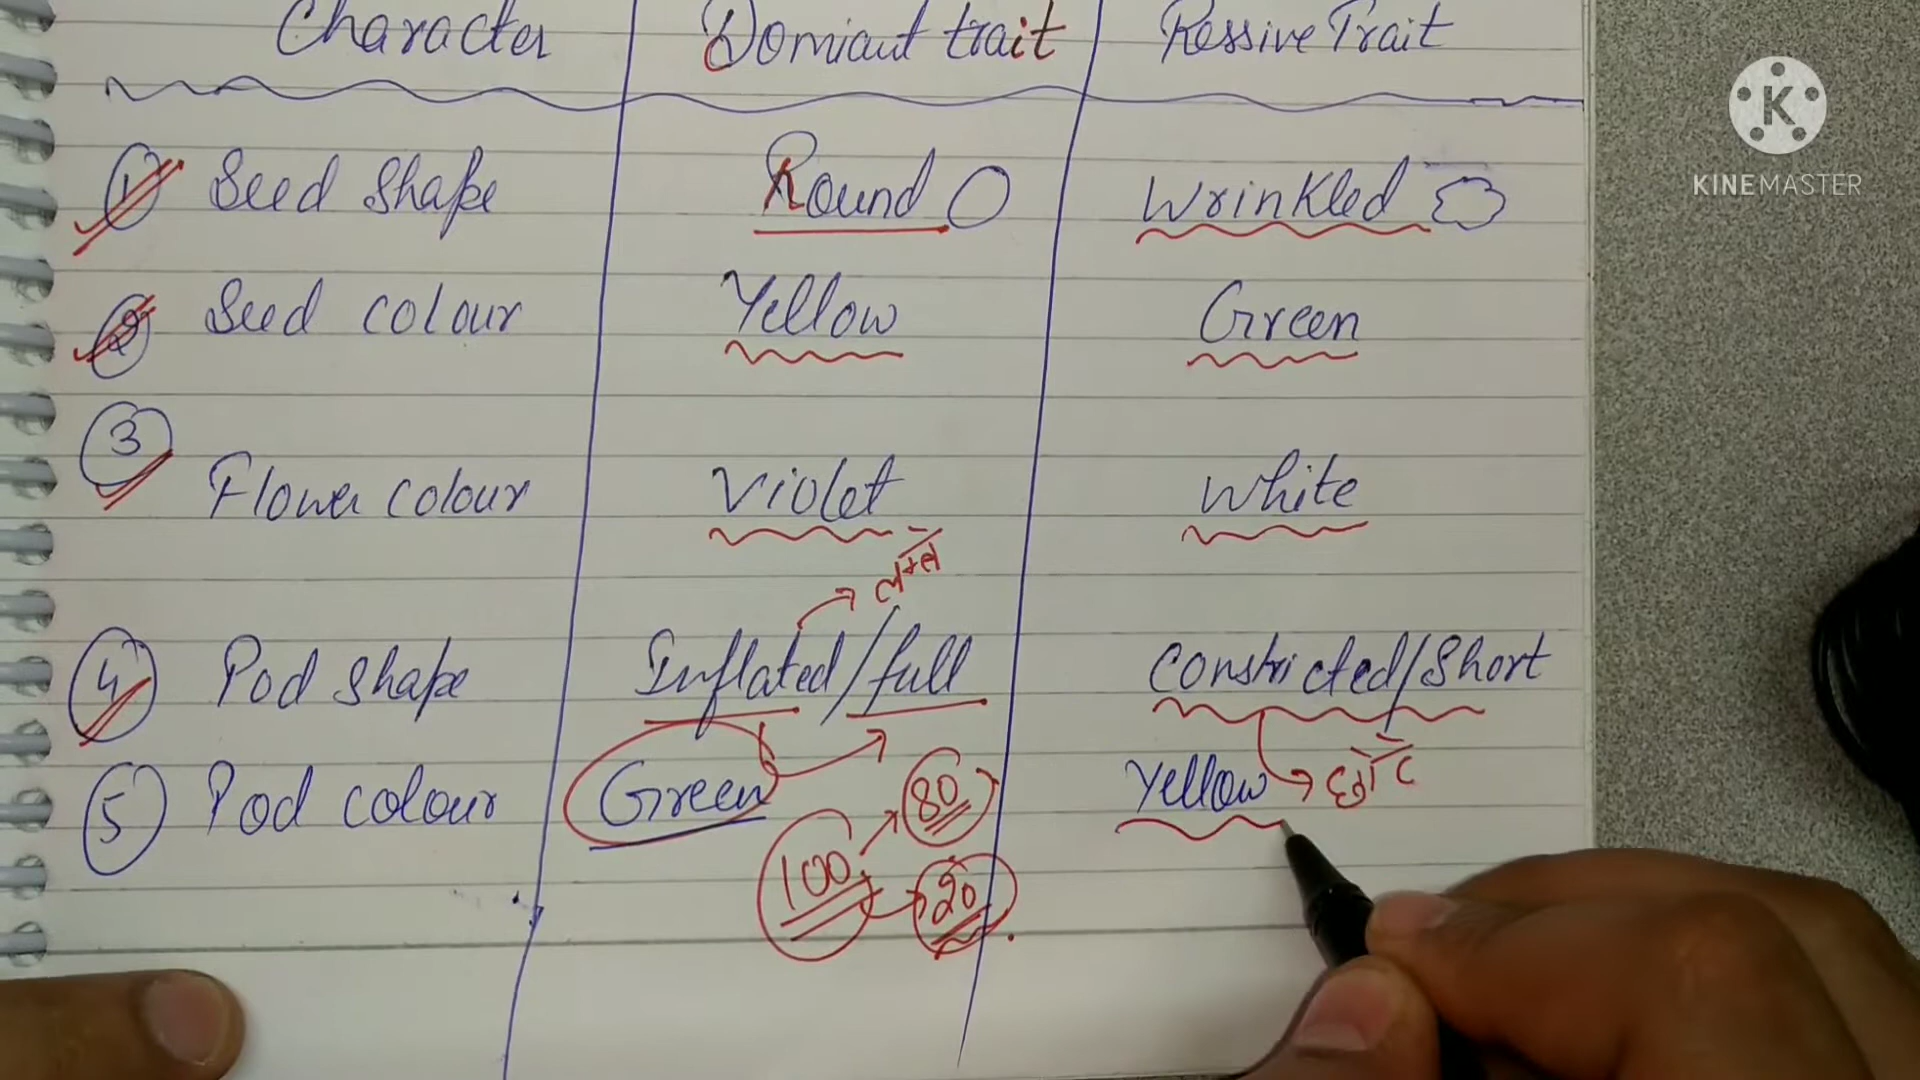 Character Domiaut trait Ressive Trait
1 Seed shape Round Wrinkled
2 Seed colour Yellow Green
3 Flower colour Violet White
4 Pod shape Inflated/full Constricted/Short
5 Pod colour Green Yellow
80
100
20
KINEMASTER